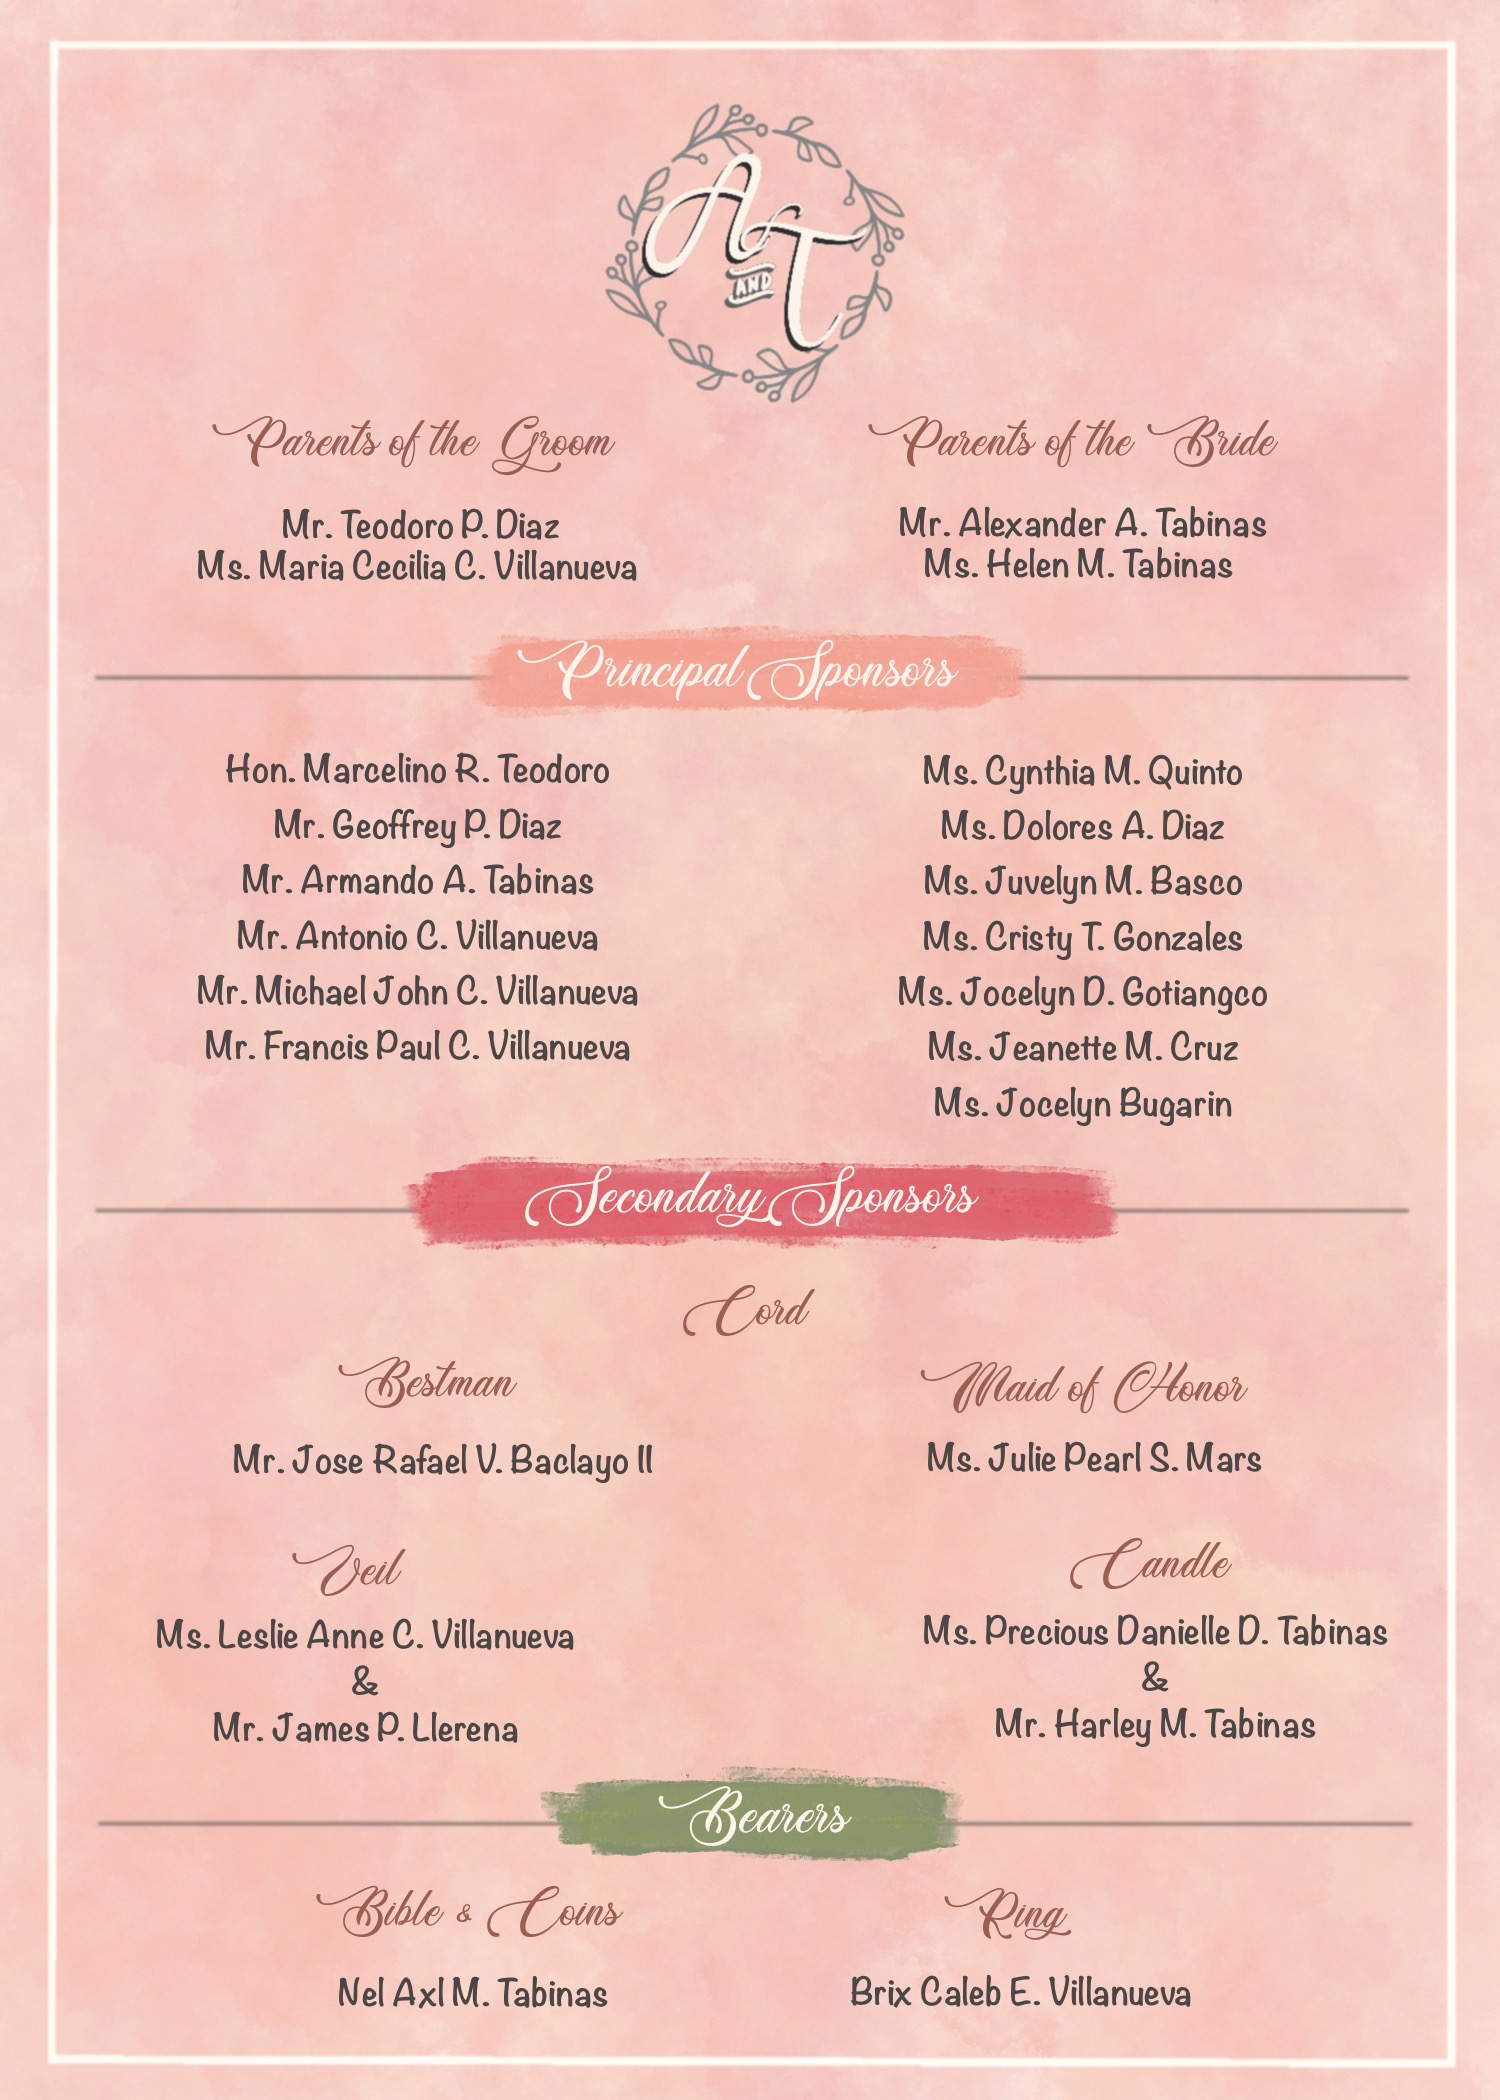 A AND T
Parents of the Groom
Mr. Teodoro P. Diaz
Ms. Maria Cecilia C. Villanueva
Parents of the Bride
Mr. Alexander A. Tabinas
Ms. Helen M. Tabinas
Principal Sponsors
Hon. Marcelino R. Teodoro
Mr. Geoffrey P. Diaz
Mr. Armando A. Tabinas
Mr. Antonio C. Villanueva
Mr. Michael John C. Villanueva
Mr. Francis Paul C. Villanueva
Ms. Cynthia M. Quinto
Ms. Dolores A. Diaz
Ms. Juvelyn M. Basco
Ms. Cristy T. Gonzales
Ms. Jocelyn D. Gotiangco
Ms. Jeanette M. Cruz
Ms. Jocelyn Bugarin
Secondary Sponsors
Cord
Bestman
Mr. Jose Rafael V. Baclayo II
Maid of Honor
Ms. Julie Pearl S. Mars
Veil
Ms. Leslie Anne C. Villanueva
&
Mr. James P. Llerena
Candle
Ms. Precious Danielle D. Tabinas
&
Mr. Harley M. Tabinas
Bearers
Bible & Coins
Nel Axl M. Tabinas
Ring
Brix Caleb E. Villanueva